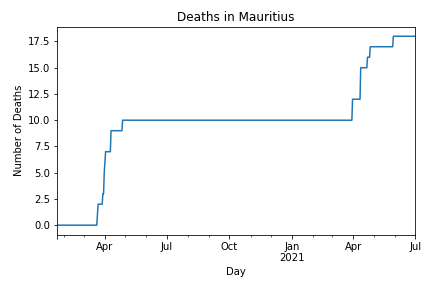 Deaths in Mauritius
17.5
15.0
12.5
10.0
7.5
5.0
2.5
0.0
Number of Deaths
Apr Jul Oct Jan Apr Jul
2021
Day